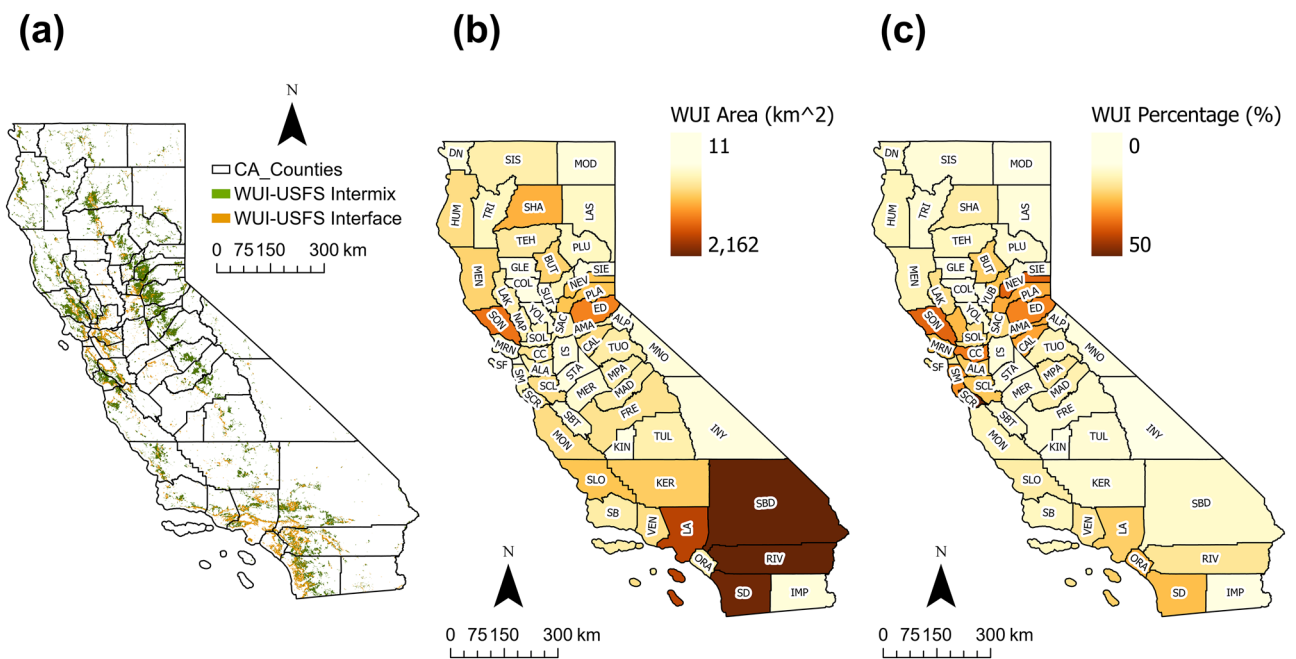 (a)
(b)
(c)
N
CA_Counties
WUI-USFS Intermix
WUI-USFS Interface
0 75 150 300 km
WUI Area (km^2)
11
2,162
DN
SIS
MOD
HUM
TRI
SHA
LAS
TEH
PLU
MEN
GLE
BUT
SIE
COL
NEV
LAK
SUT
PLA
YOL
ED
SON
NAP
SAC
ALP
AMA
SOL
MRN
CC
SJ
CAL
TUO
MNO
SF
ALA
STA
MPA
SM
SCL
MER
MAD
SCR
SBT
FRE
INY
MON
KIN
TUL
SLO
KER
SBD
SB
VEN
LA
ORA
RIV
SD
IMP
N
0 75 150 300 km
WUI Percentage (%)
0
50
DN
SIS
MOD
HUM
TRI
SHA
LAS
TEH
PLU
MEN
GLE
BUT
SIE
COL
NEV
LAK
YUB
PLA
YOL
ED
SON
SAC
ALP
AMA
SOL
MRN
CC
SJ
CAL
TUO
MNO
SF
ALA
STA
MPA
SM
SCL
MER
MAD
SCR
SBT
FRE
INY
MON
KIN
TUL
SLO
KER
SBD
SB
VEN
LA
ORA
RIV
SD
IMP
N
0 75 150 300 km